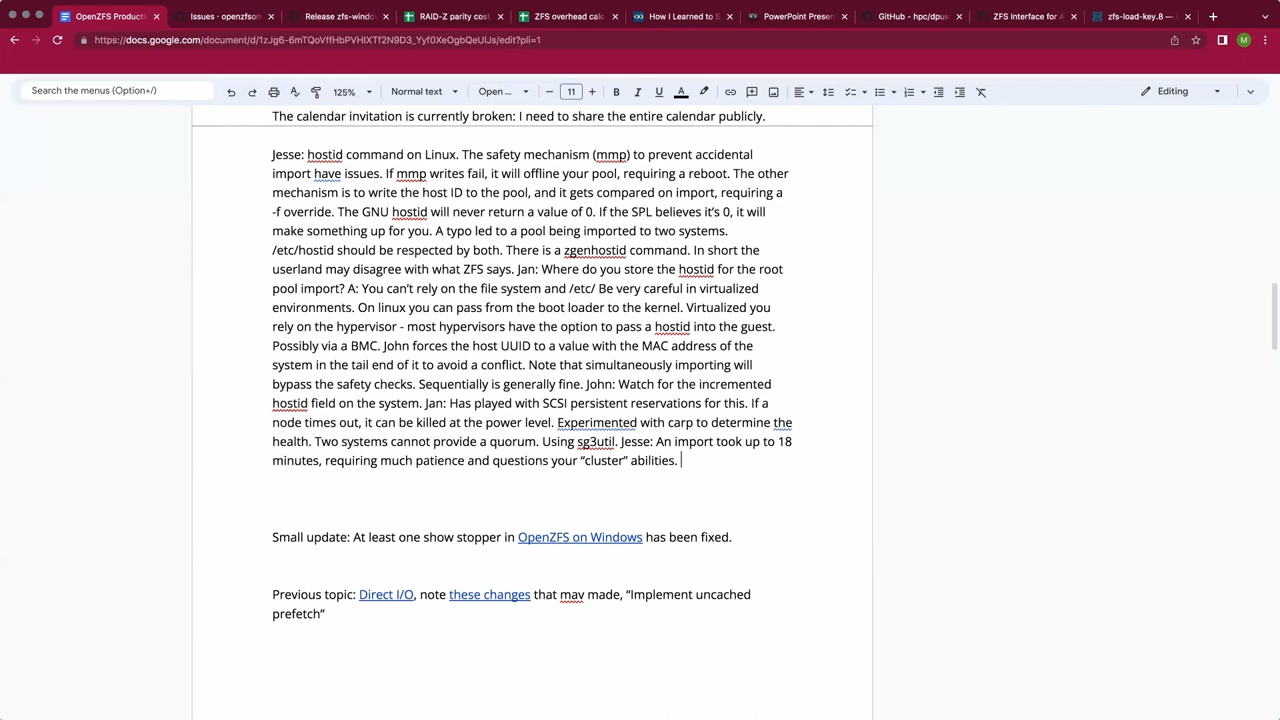 OpenZFS Producti
Issues · openzfson
Release zfs-window
RAID-Z parity cost
ZFS overhead calc
How I Learned to S
PowerPoint Presen
GitHub - hpc/dpus
ZFS Interface for A
zfs-load-key.8 —
https://docs.google.com/document/d/1zJg6-6mTQoVffHbPVHIXTf2N9D3_Yyf0XeOgbQeUIJs/edit?pli=1
M
Search the menus (Option+/)
125%
Normal text
Open ...
11
B
I
U
A
Editing
The calendar invitation is currently broken: I need to share the entire calendar publicly.
Jesse: hostid command on Linux. The safety mechanism (mmp) to prevent accidental
import have issues. If mmp writes fail, it will offline your pool, requiring a reboot. The other
mechanism is to write the host ID to the pool, and it gets compared on import, requiring a
-f override. The GNU hostid will never return a value of 0. If the SPL believes it's 0, it will
make something up for you. A typo led to a pool being imported to two systems.
/etc/hostid should be respected by both. There is a zgenhostid command. In short the
userland may disagree with what ZFS says. Jan: Where do you store the hostid for the root
pool import? A: You can't rely on the file system and /etc/ Be very careful in virtualized
environments. On linux you can pass from the boot loader to the kernel. Virtualized you
rely on the hypervisor - most hypervisors have the option to pass a hostid into the guest.
Possibly via a BMC. John forces the host UUID to a value with the MAC address of the
system in the tail end of it to avoid a conflict. Note that simultaneously importing will
bypass the safety checks. Sequentially is generally fine. John: Watch for the incremented
hostid field on the system. Jan: Has played with SCSI persistent reservations for this. If a
node times out, it can be killed at the power level. Experimented with carp to determine the
health. Two systems cannot provide a quorum. Using sg3util. Jesse: An import took up to 18
minutes, requiring much patience and questions your “cluster” abilities.
Small update: At least one show stopper in OpenZFS on Windows has been fixed.
Previous topic: Direct I/O, note these changes that mav made, “Implement uncached
prefetch”